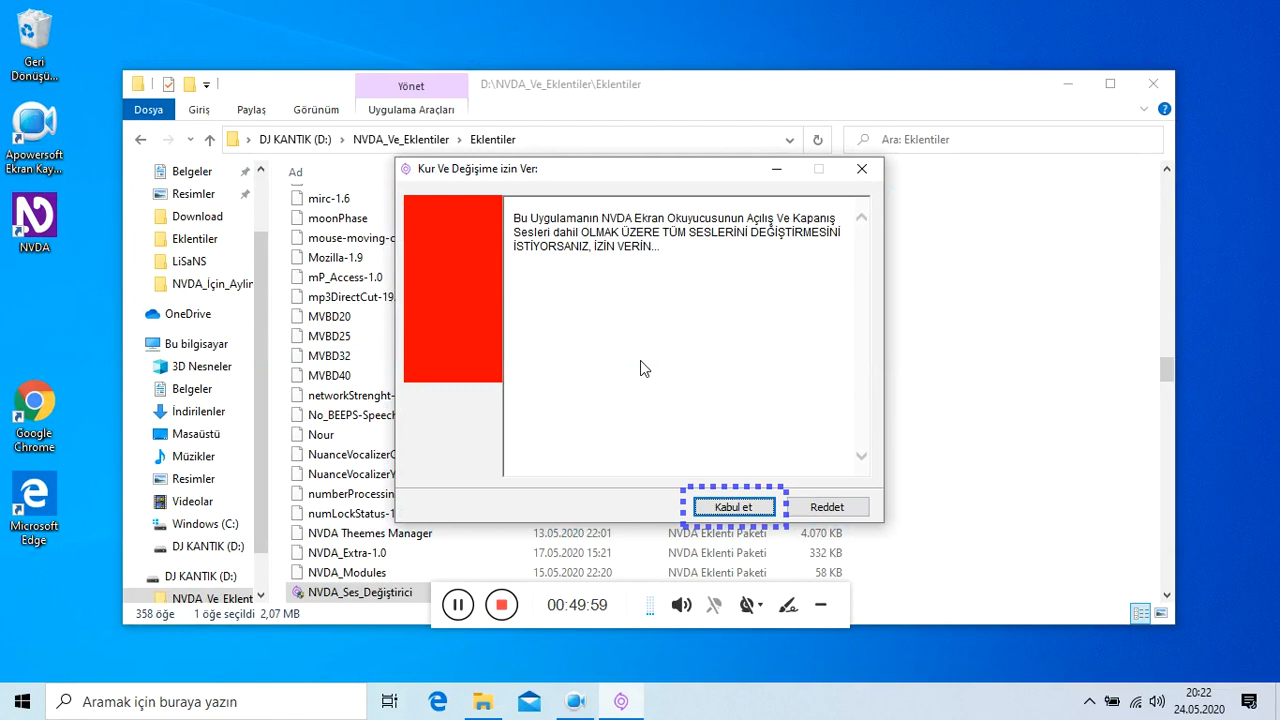 Geri
Dönüşü...
Apowersoft
Ekran Kay...
NVDA
Google
Chrome
Microsoft
Edge
Yönet
D:\NVDA_Ve_Eklentiler\Eklentiler
Dosya
Giriş
Paylaş
Görünüm
Uygulama Araçları
DJ KANTIK (D:)
NVDA_Ve_Eklentiler
Eklentiler
Ara: Eklentiler
Belgeler
Resimler
Download
Eklentiler
LiSaNS
NVDA_İçin_Aylin
OneDrive
Bu bilgisayar
3D Nesneler
Belgeler
İndirilenler
Masaüstü
Müzikler
Resimler
Videolar
Windows (C:)
DJ KANTIK (D:)
DJ KANTIK (D:)
NVDA_Ve_Eklent
Ad
mirc-1.6
moonPhase
mouse-moving-c
Mozilla-1.9
mP_Access-1.0
mp3DirectCut-19.
MVBD20
MVBD25
MVBD32
MVBD40
networkStrenght-
No_BEEPS-Speech
Nour
NuanceVocalizerC
NuanceVocalizerY
numberProcessin
numLockStatus-1
NVDA Theemes Manager 13.05.2020 22:01 NVDA Eklenti Paketi 4.070 KB
NVDA_Extra-1.0 17.05.2020 15:21 NVDA Eklenti Paketi 332 KB
NVDA_Modules 15.05.2020 22:20 NVDA Eklenti Paketi 58 KB
NVDA_Ses_Değiştirici
Kur Ve Değişime izin Ver:
Bu Uygulamanın NVDA Ekran Okuyucusunun Açılış Ve Kapanış
Sesleri dahil OLMAK ÜZERE TÜM SESLERİNİ DEĞİŞTİRMESİNİ
İSTİYORSANIZ, İZİN VERİN...
Kabul et
Reddet
358 öğe 1 öğe seçildi 2,07 MB
00:49:59
Aramak için buraya yazın
20:22
24.05.2020